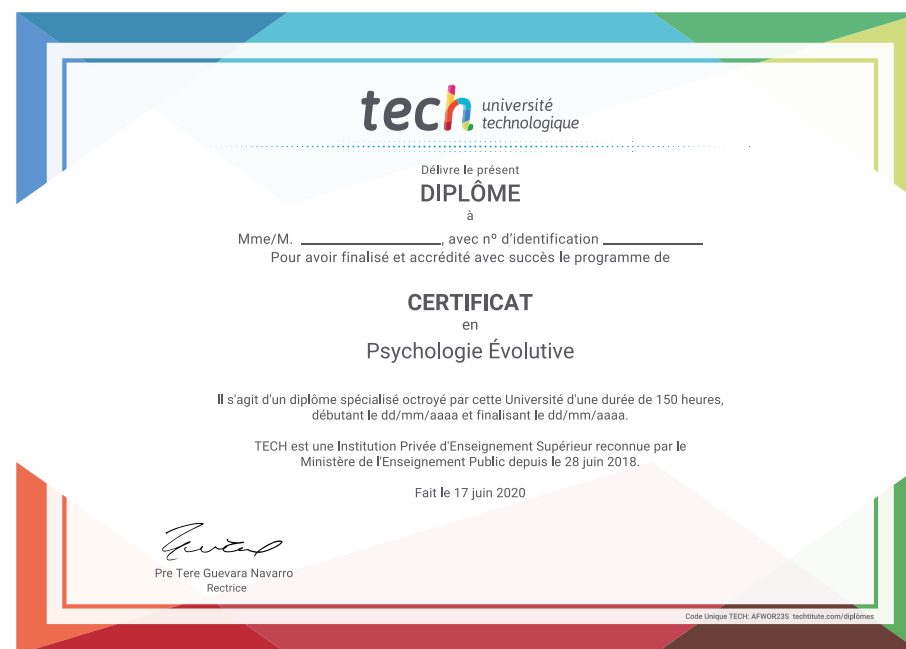 tech université
technologique
Délivre le présent
DIPLÔME
à
Mme/M. ____________________, avec nº d'identification ______________
Pour avoir finalisé et accrédité avec succès le programme de
CERTIFICAT
en
Psychologie Évolutive
Il s'agit d'un diplôme spécialisé octroyé par cette Université d'une durée de 150 heures,
débutant le dd/mm/aaaa et finalisant le dd/mm/aaaa.
TECH est une Institution Privée d'Enseignement Supérieur reconnue par le
Ministère de l'Enseignement Public depuis le 28 juin 2018.
Fait le 17 juin 2020
Pre Tere Guevara Navarro
Rectrice
Code Unique TECH: AFWOR23S techtitute.com/diplômes